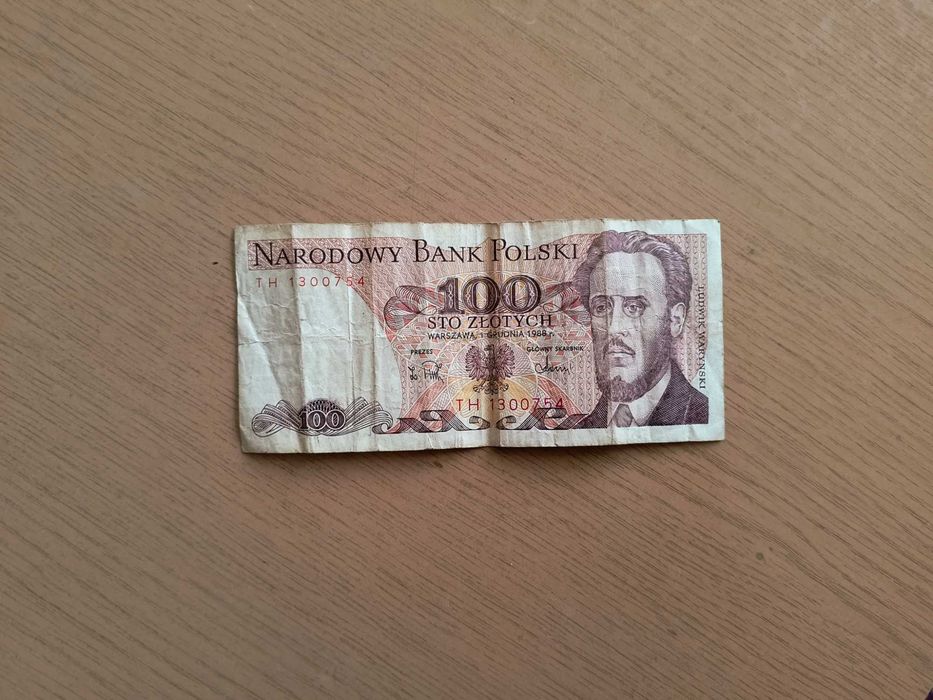 NARODOWY BANK POLSKI
TH 1300754
100
STO ZŁOTYCH
WARSZAWA, 1 GRUDNIA 1988 r.
PREZES
GŁÓWNY SKARBNIK
TH 1300754
100
LUDWIK WARYŃSKI